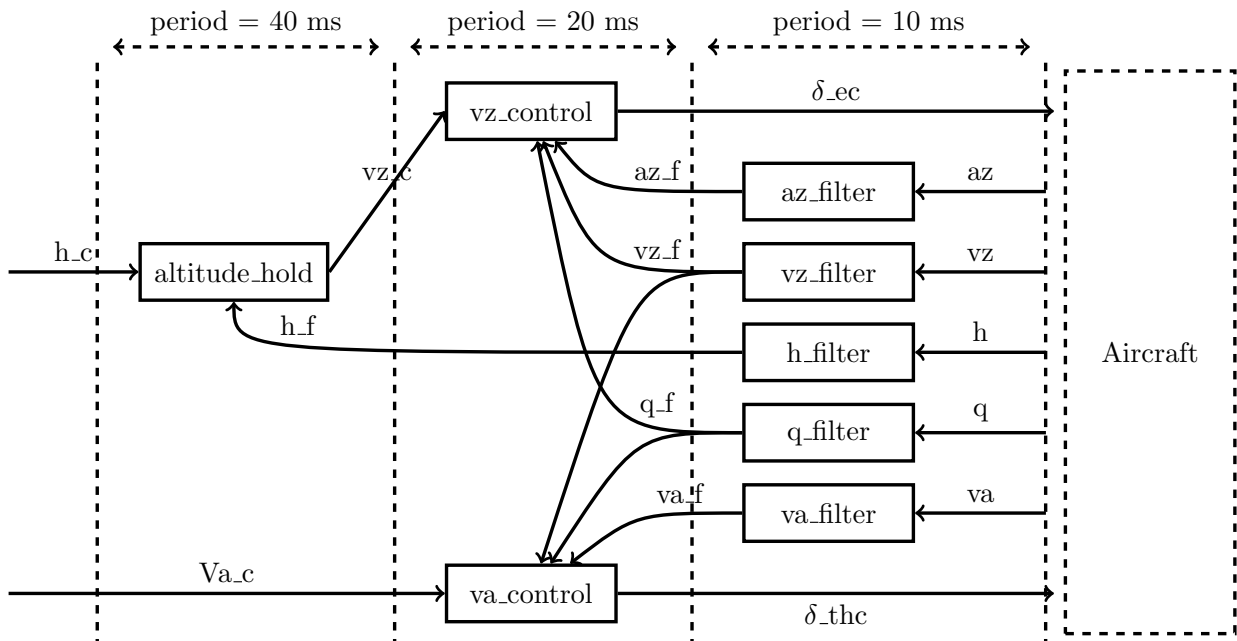 period = 40 ms
period = 20 ms
period = 10 ms
vz_control
δ_ec
vz_c
az_f
az_filter
az
h_c
altitude_hold
vz_f
vz_filter
vz
h_f
h_filter
h
Aircraft
q_f
q_filter
q
va_f
va_filter
va
Va_c
va_control
δ_thc